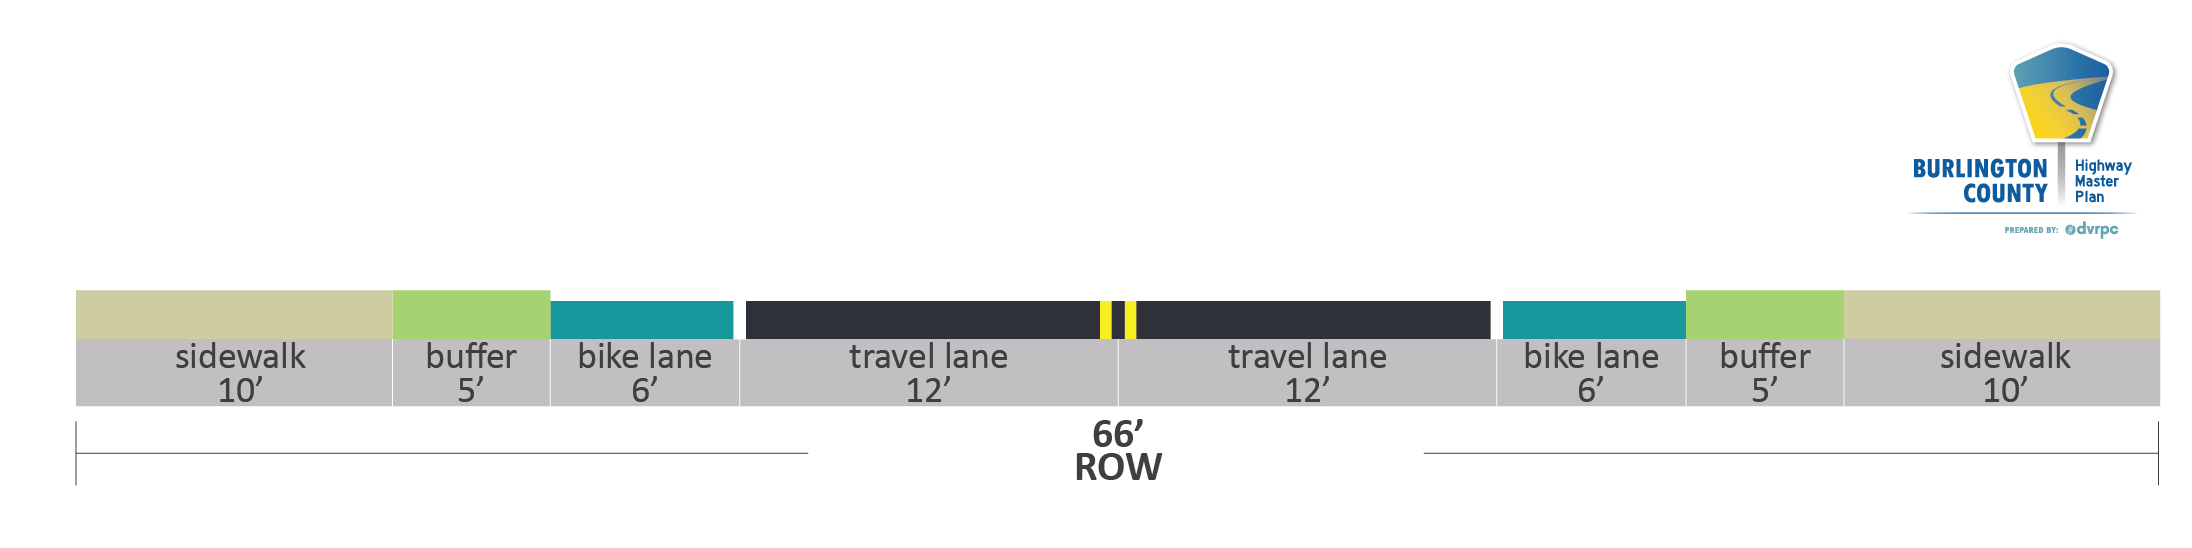 BURLINGTON
COUNTY
Highway
Master
Plan
PREPARED BY: dvrpc
sidewalk
10’
buffer
5’
bike lane
6’
travel lane
12’
travel lane
12’
bike lane
6’
buffer
5’
sidewalk
10’
66’
ROW